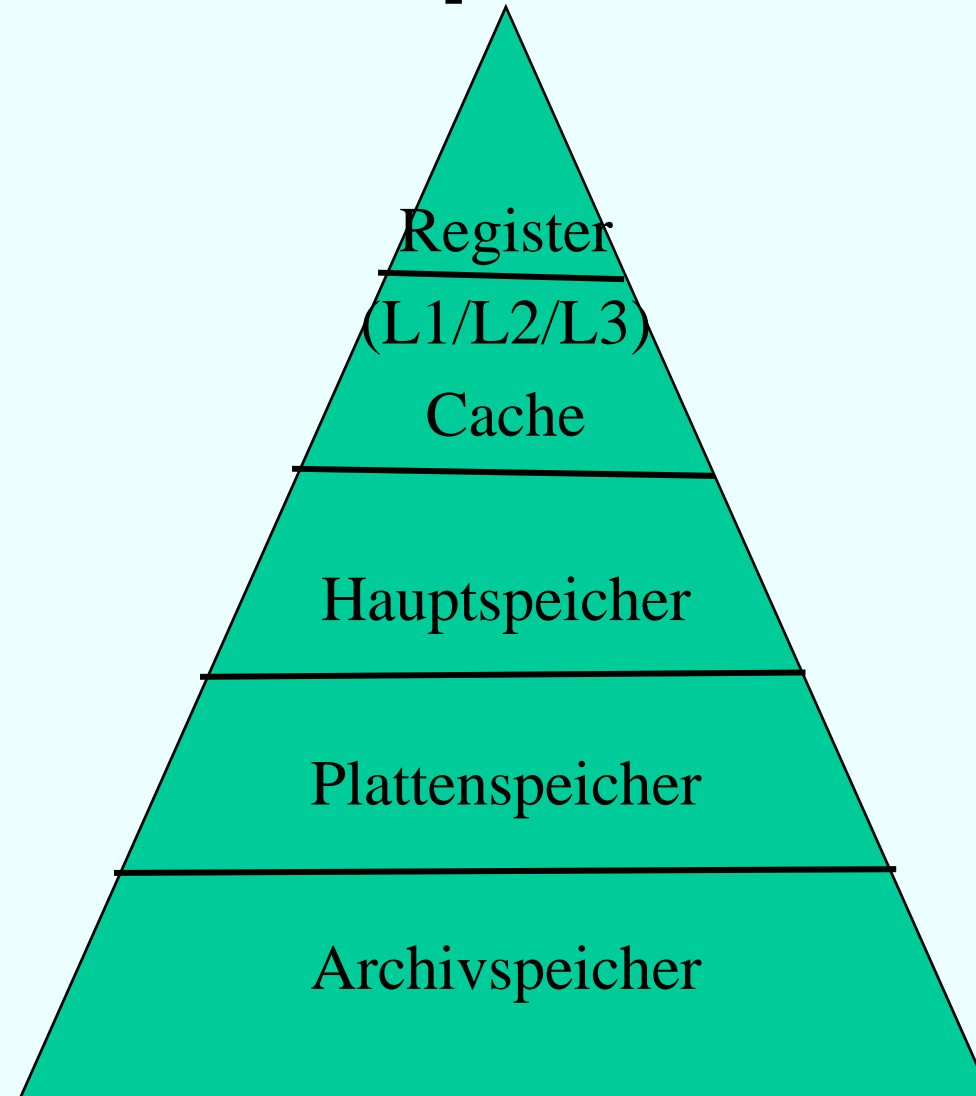 Register
(L1/L2/L3)
Cache
Hauptspeicher
Plattenspeicher
Archivspeicher